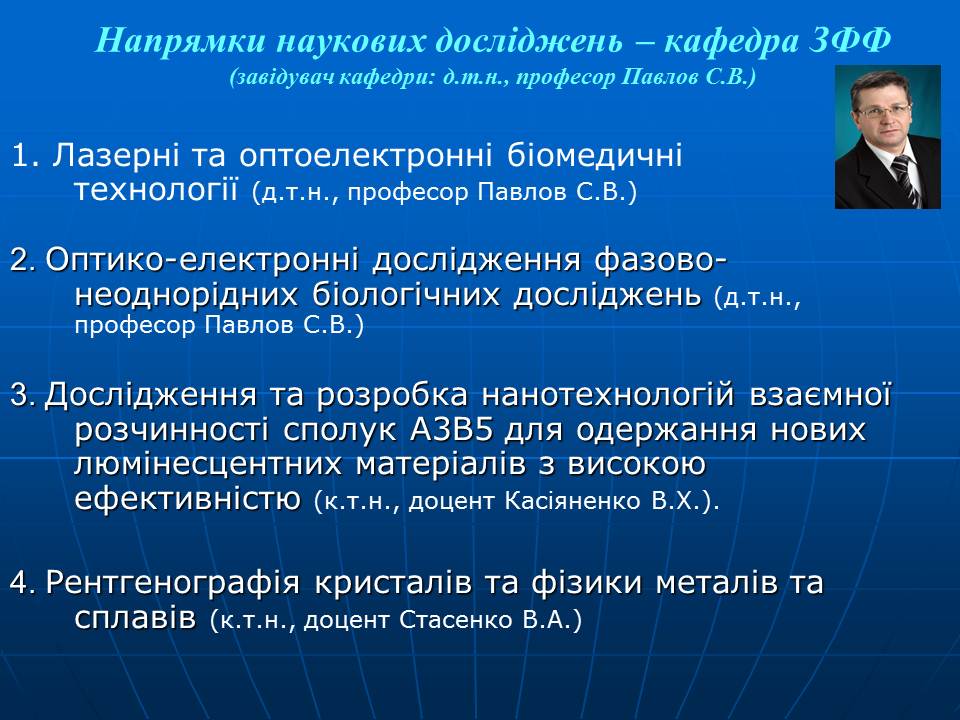 Напрямки наукових досліджень – кафедра ЗФФ
(завідувач кафедри: д.т.н., професор Павлов С.В.)
1. Лазерні та оптоелектронні біомедичні
технології (д.т.н., професор Павлов С.В.)
2. Оптико-електронні дослідження фазово-
неоднорідних біологічних досліджень (д.т.н.,
професор Павлов С.В.)
3. Дослідження та розробка нанотехнологій взаємної
розчинності сполук А3В5 для одержання нових
люмінесцентних матеріалів з високою
ефективністю (к.т.н., доцент Касіяненко В.Х.).
4. Рентгенографія кристалів та фізики металів та
сплавів (к.т.н., доцент Стасенко В.А.)